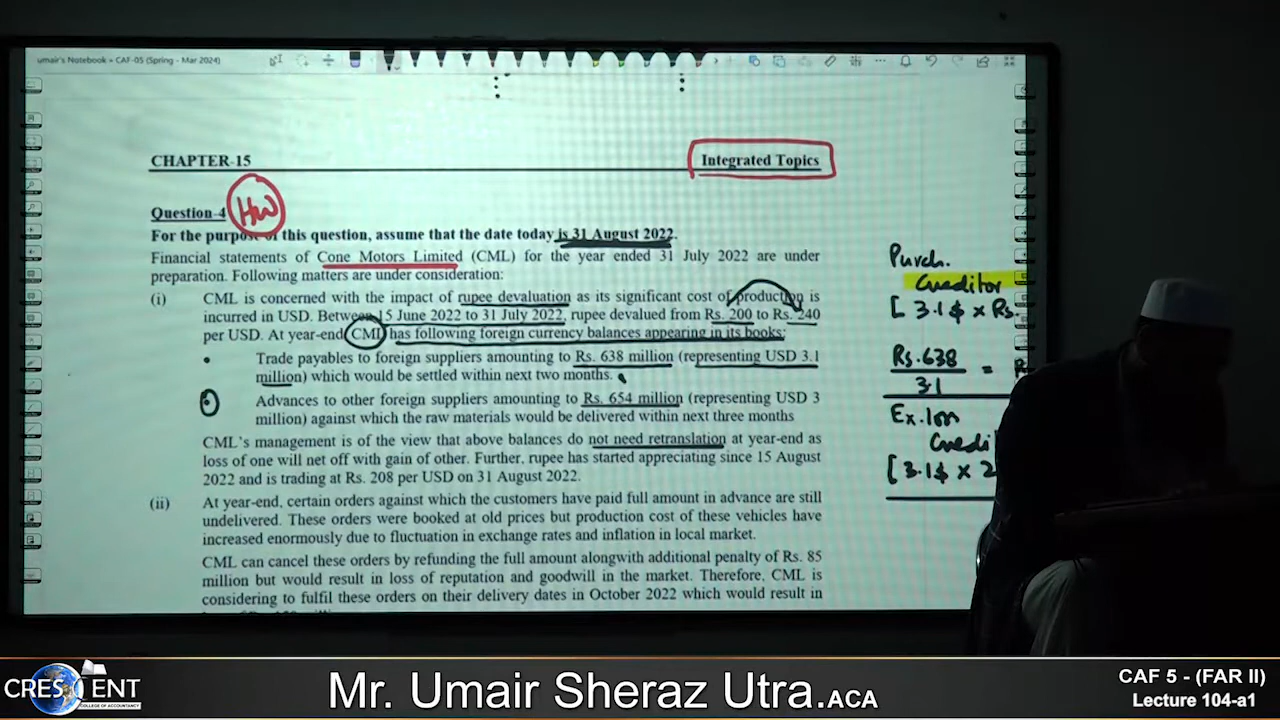 umair's Notebook » CAF-05 (Spring - Mar 2024)
CHAPTER-15
Integrated Topics
Question-4
HW
For the purpose of this question, assume that the date today is 31 August 2022.
Financial statements of Cone Motors Limited (CML) for the year ended 31 July 2022 are under
preparation. Following matters are under consideration:
(i) CML is concerned with the impact of rupee devaluation as its significant cost of production is
incurred in USD. Between 15 June 2022 to 31 July 2022, rupee devalued from Rs. 200 to Rs. 240
per USD. At year-end CML has following foreign currency balances appearing in its books:
• Trade payables to foreign suppliers amounting to Rs. 638 million (representing USD 3.1
million) which would be settled within next two months.
• Advances to other foreign suppliers amounting to Rs. 654 million (representing USD 3
million) against which the raw materials would be delivered within next three months
CML's management is of the view that above balances do not need retranslation at year-end as
loss of one will net off with gain of other. Further, rupee has started appreciating since 15 August
2022 and is trading at Rs. 208 per USD on 31 August 2022.
(ii) At year-end, certain orders against which the customers have paid full amount in advance are still
undelivered. These orders were booked at old prices but production cost of these vehicles have
increased enormously due to fluctuation in exchange rates and inflation in local market.
CML can cancel these orders by refunding the full amount alongwith additional penalty of Rs. 85
million but would result in loss of reputation and goodwill in the market. Therefore, CML is
considering to fulfil these orders on their delivery dates in October 2022 which would result in
Purch.
Creditor
[ 3.1$ × Rs.
Rs.638
3.1
=
Ex.loss
Credi
[ 3.1$ × 2
CRESCENT
COLLEGE OF ACCOUNTANCY
Mr. Umair Sheraz Utra.ACA
CAF 5 - (FAR II)
Lecture 104-a1